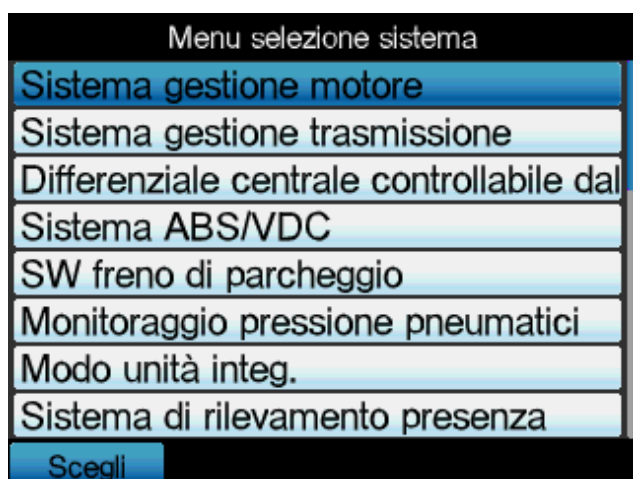 Menu selezione sistema
Sistema gestione motore
Sistema gestione trasmissione
Differenziale centrale controllabile dal
Sistema ABS/VDC
SW freno di parcheggio
Monitoraggio pressione pneumatici
Modo unità integ.
Sistema di rilevamento presenza
Scegli